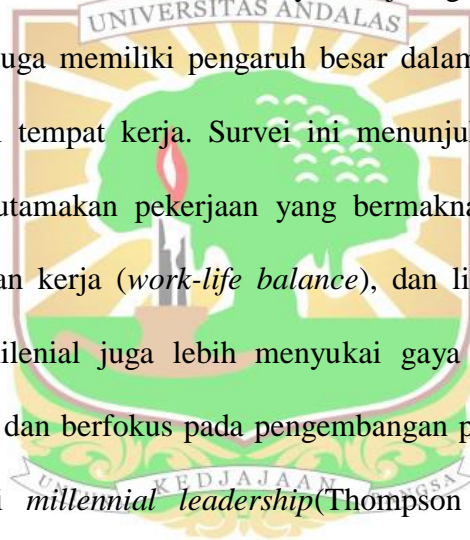 UNIVERSITAS ANDALAS
uga memiliki pengaruh besar dalam
tempat kerja. Survei ini menunjuk
utamakan pekerjaan yang bermakna
an kerja (work-life balance), dan li
ilenial juga lebih menyukai gaya
dan berfokus pada pengembangan p
KEDJAJAAN BANGSA
i millennial leadership(Thompson